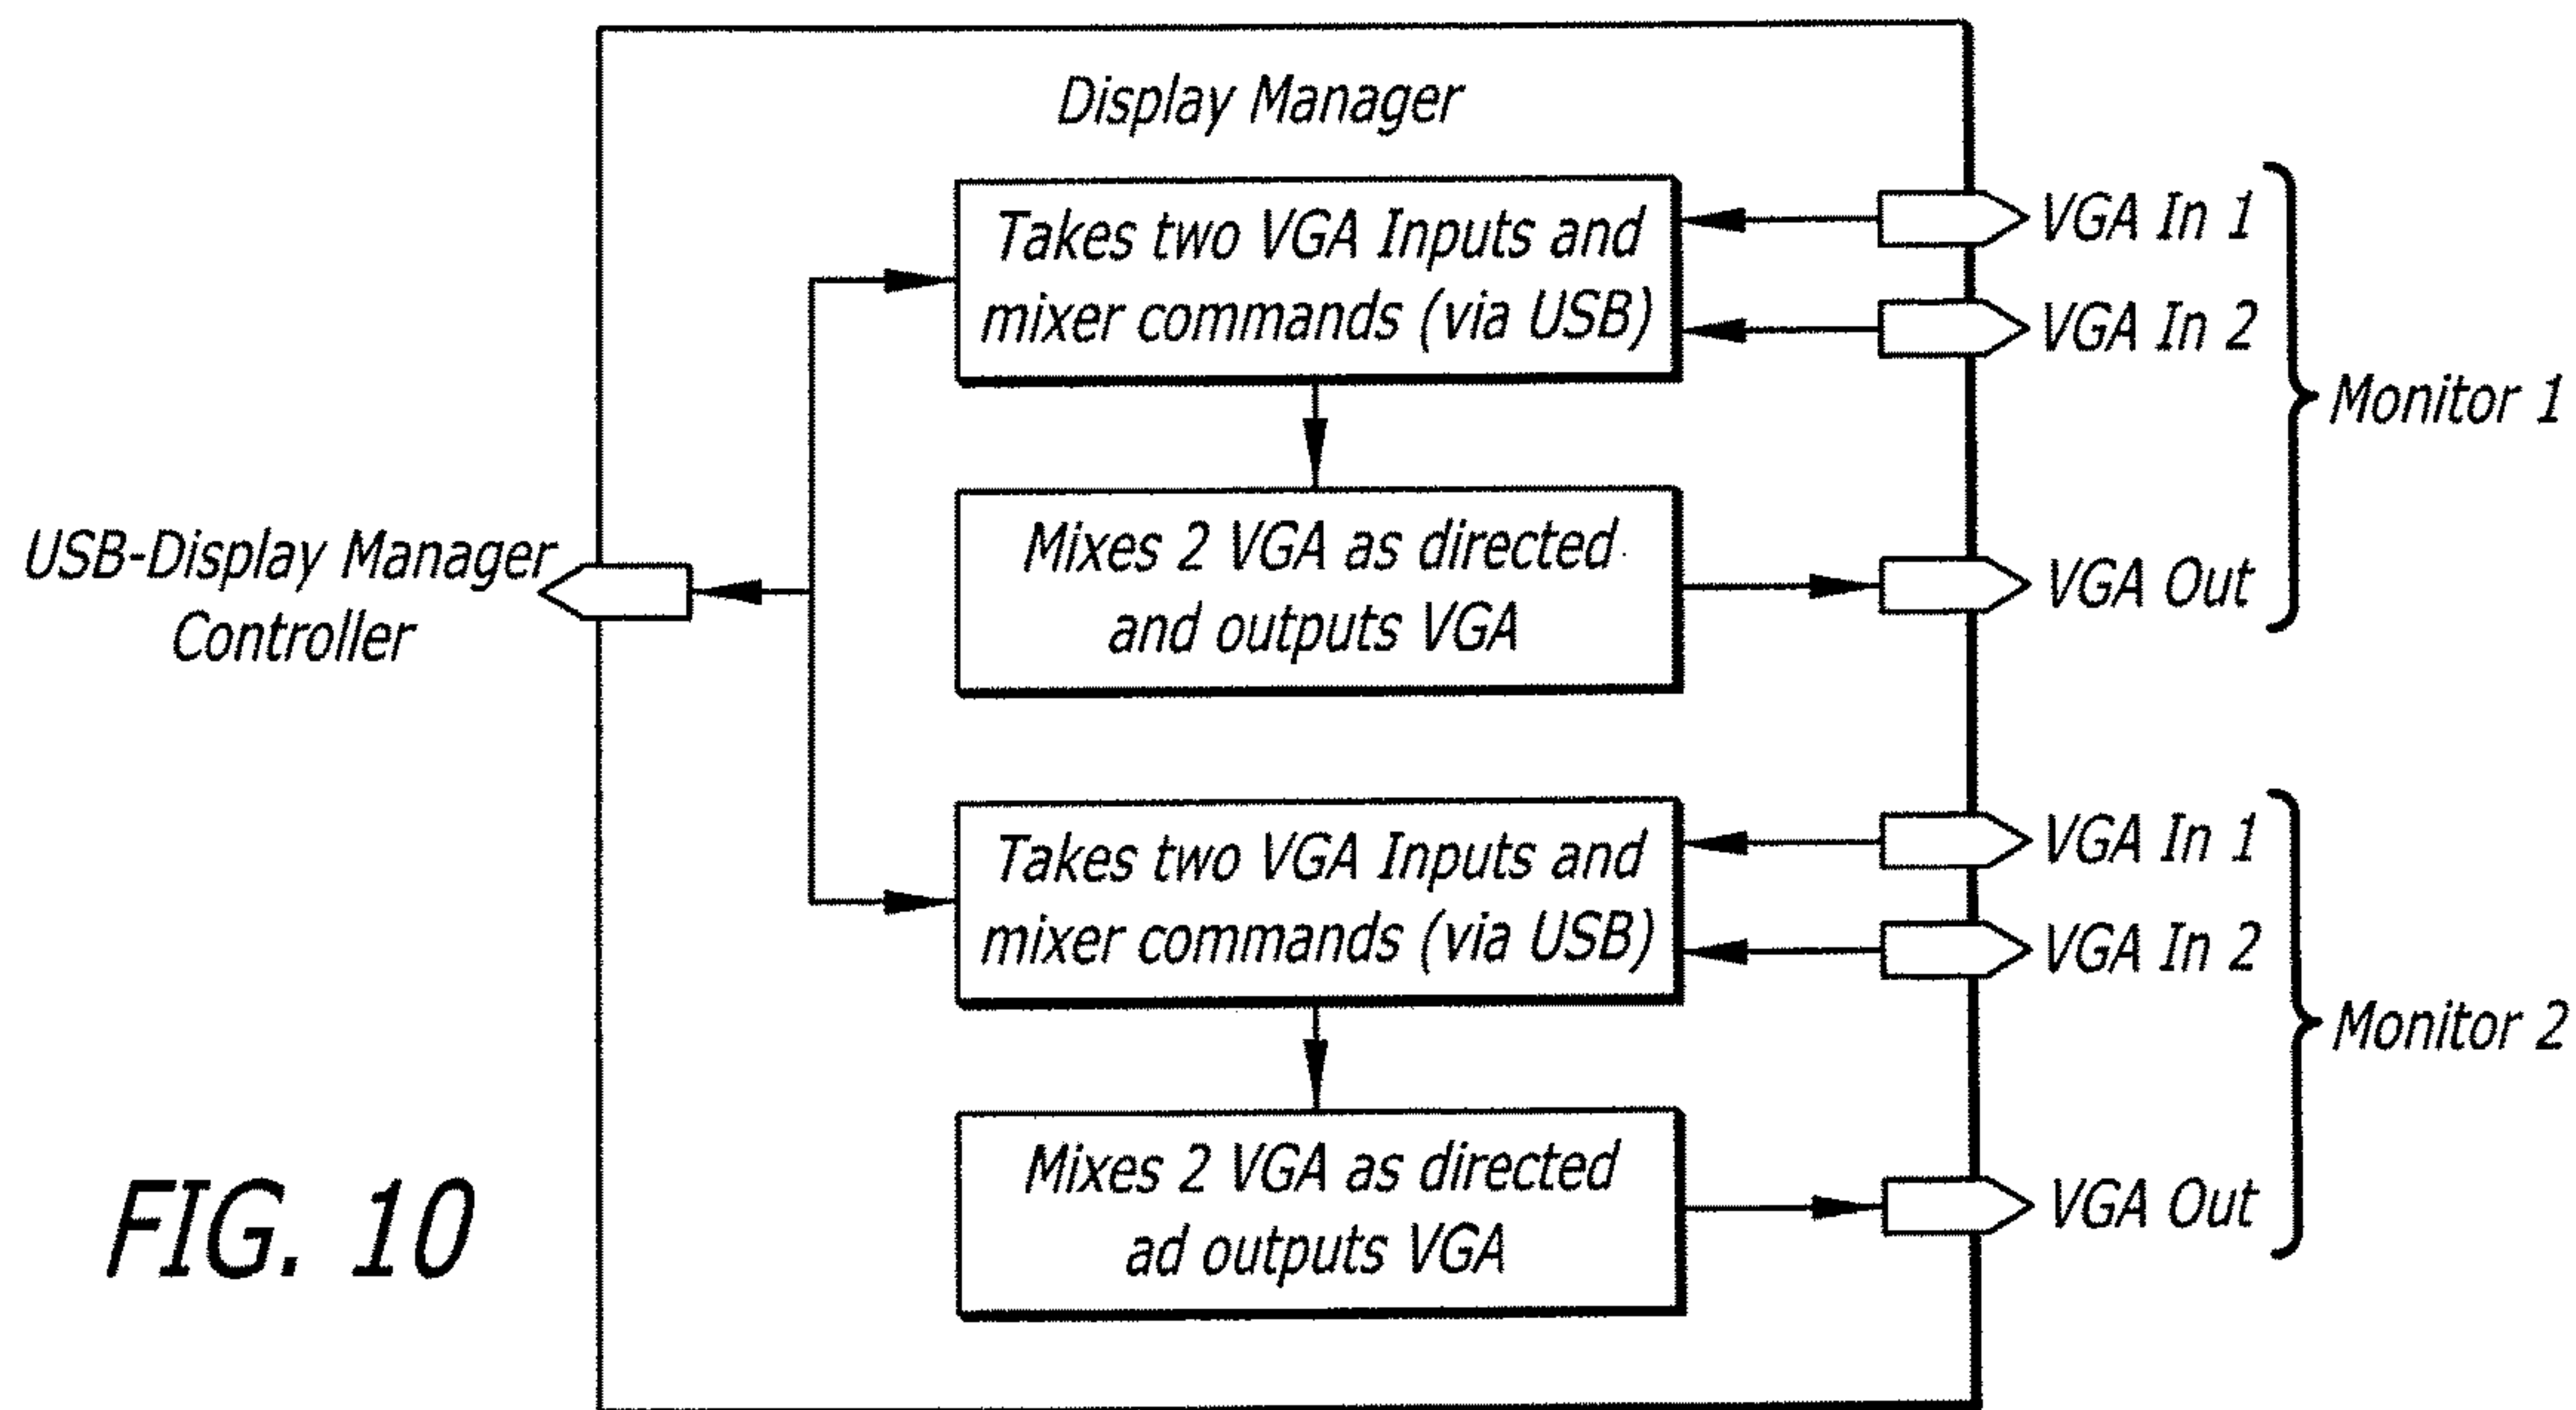 Display Manager
Takes two VGA Inputs and
mixer commands (via USB)
VGA In 1
VGA In 2
Monitor 1
Mixes 2 VGA as directed
and outputs VGA
VGA Out
USB-Display Manager
Controller
Takes two VGA Inputs and
mixer commands (via USB)
VGA In 1
VGA In 2
Monitor 2
Mixes 2 VGA as directed
ad outputs VGA
VGA Out
FIG. 10